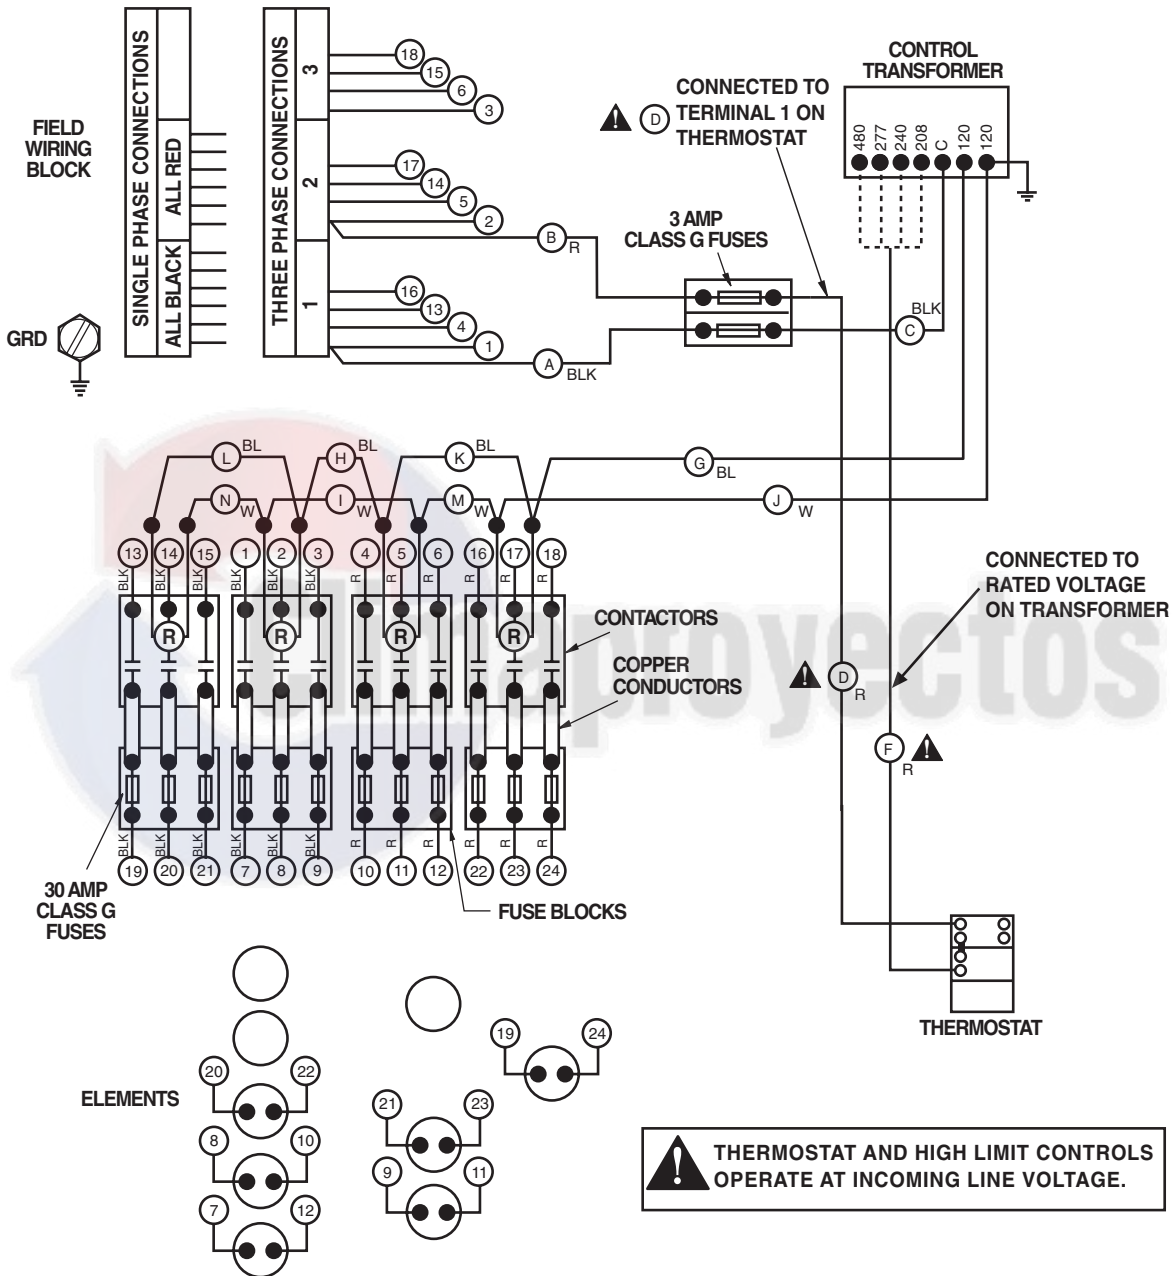 SINGLE PHASE CONNECTIONS
ALL RED
ALL BLACK
THREE PHASE CONNECTIONS
3
2
1
FIELD
WIRING
BLOCK
GRD
18
15
6
3
17
14
5
2
16
13
4
1
B
R
A
BLK
D
CONNECTED TO
TERMINAL 1 ON
THERMOSTAT
3 AMP
CLASS G FUSES
CONTROL
TRANSFORMER
480
277
240
208
C
120
120
BLK
C
L
BL
H
BL
K
BL
G
BL
N
W
I
W
M
W
J
W
13
14
15
1
2
3
4
5
6
16
17
18
BLK
BLK
BLK
BLK
BLK
BLK
R
R
R
R
R
R
R
R
R
R
CONTACTORS
COPPER
CONDUCTORS
CONNECTED TO
RATED VOLTAGE
ON TRANSFORMER
D
R
F
R
Climaproyectos
BLK
BLK
BLK
BLK
BLK
BLK
R
R
R
R
R
R
19
20
21
7
8
9
10
11
12
22
23
24
30 AMP
CLASS G
FUSES
FUSE BLOCKS
THERMOSTAT
ELEMENTS
20
22
8
10
7
12
21
23
9
11
19
24
THERMOSTAT AND HIGH LIMIT CONTROLS
OPERATE AT INCOMING LINE VOLTAGE.